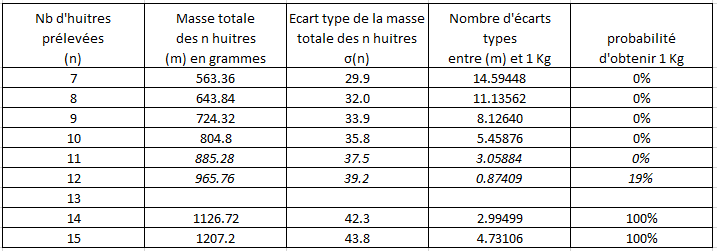 Nb d'huitres prélevées (n) | Masse totale des n huitres (m) en grammes | Ecart type de la masse totale des n huitres σ(n) | Nombre d'écarts types entre (m) et 1 Kg | probabilité d'obtenir 1 Kg
7 | 563.36 | 29.9 | 14.59448 | 0%
8 | 643.84 | 32.0 | 11.13562 | 0%
9 | 724.32 | 33.9 | 8.12640 | 0%
10 | 804.8 | 35.8 | 5.45876 | 0%
11 | 885.28 | 37.5 | 3.05884 | 0%
12 | 965.76 | 39.2 | 0.87409 | 19%
13
14 | 1126.72 | 42.3 | 2.99499 | 100%
15 | 1207.2 | 43.8 | 4.73106 | 100%